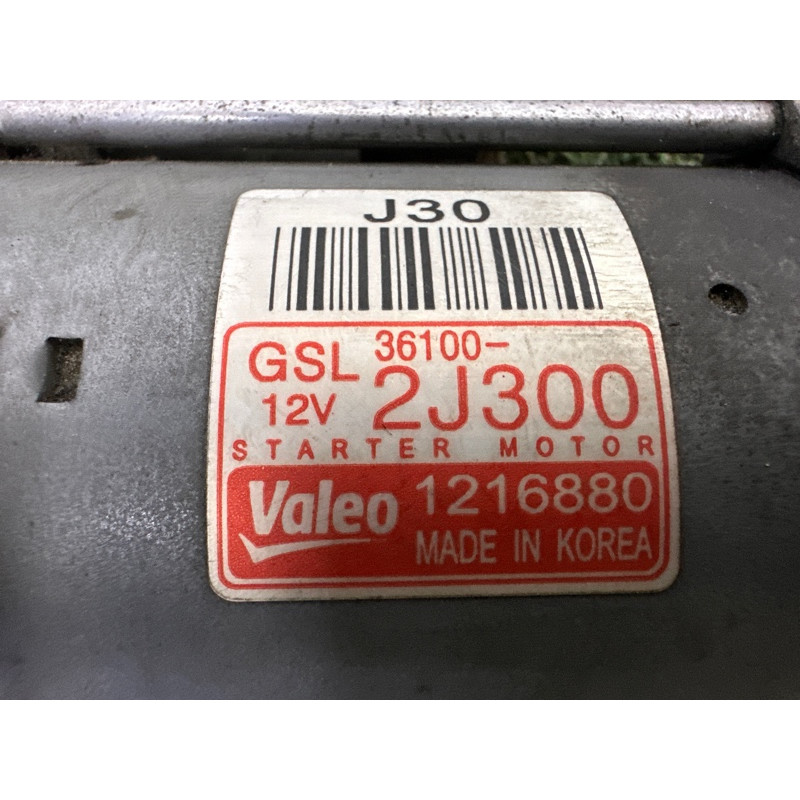 J30
GSL 36100-
12V 2J300
STARTER MOTOR
Valeo 1216880
MADE IN KOREA